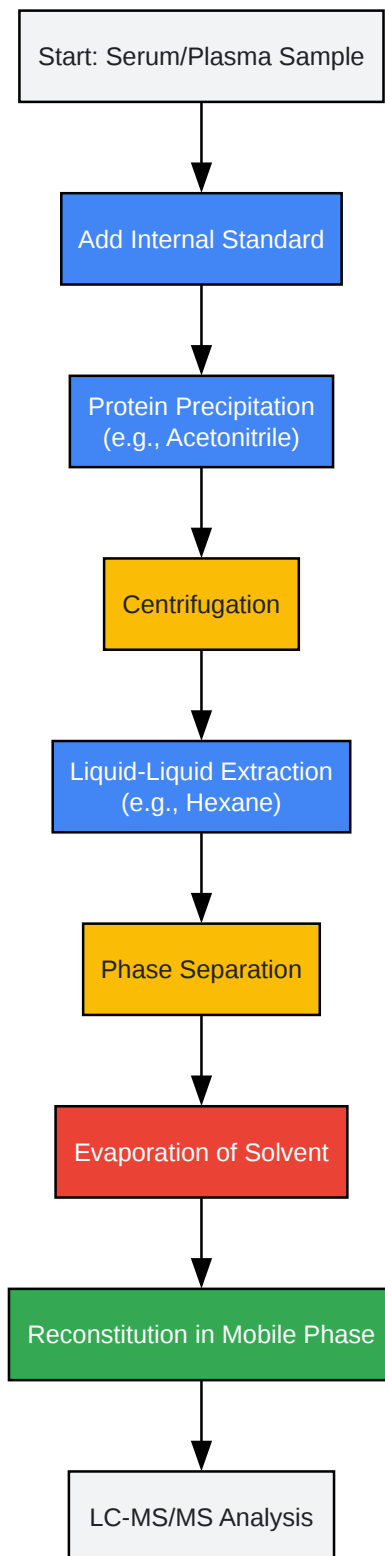 Start: Serum/Plasma Sample
Add Internal Standard
Protein Precipitation
(e.g., Acetonitrile)
Centrifugation
Liquid-Liquid Extraction
(e.g., Hexane)
Phase Separation
Evaporation of Solvent
Reconstitution in Mobile Phase
LC-MS/MS Analysis